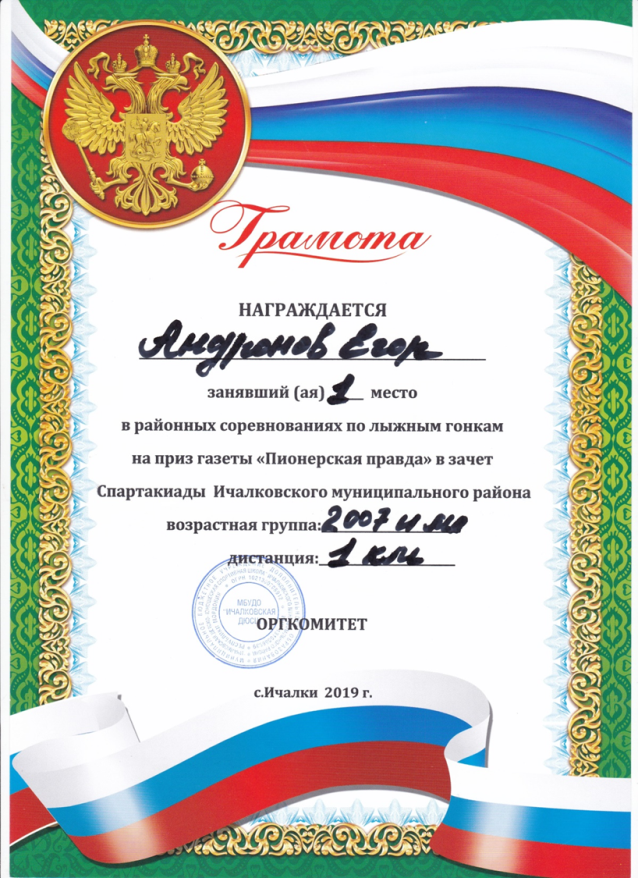 Грамота
НАГРАЖДАЕТСЯ
Андронов Егор
занявший (ая) 1 место
в районных соревнованиях по лыжным гонкам
на приз газеты «Пионерская правда» в зачет
Спартакиады Ичалковского муниципального района
возрастная группа: 2007 и мл
дистанция: 1 км
МБУДО
"ИЧАЛКОВСКАЯ
ДЮСШ"
ОРГКОМИТЕТ
с.Ичалки 2019 г.